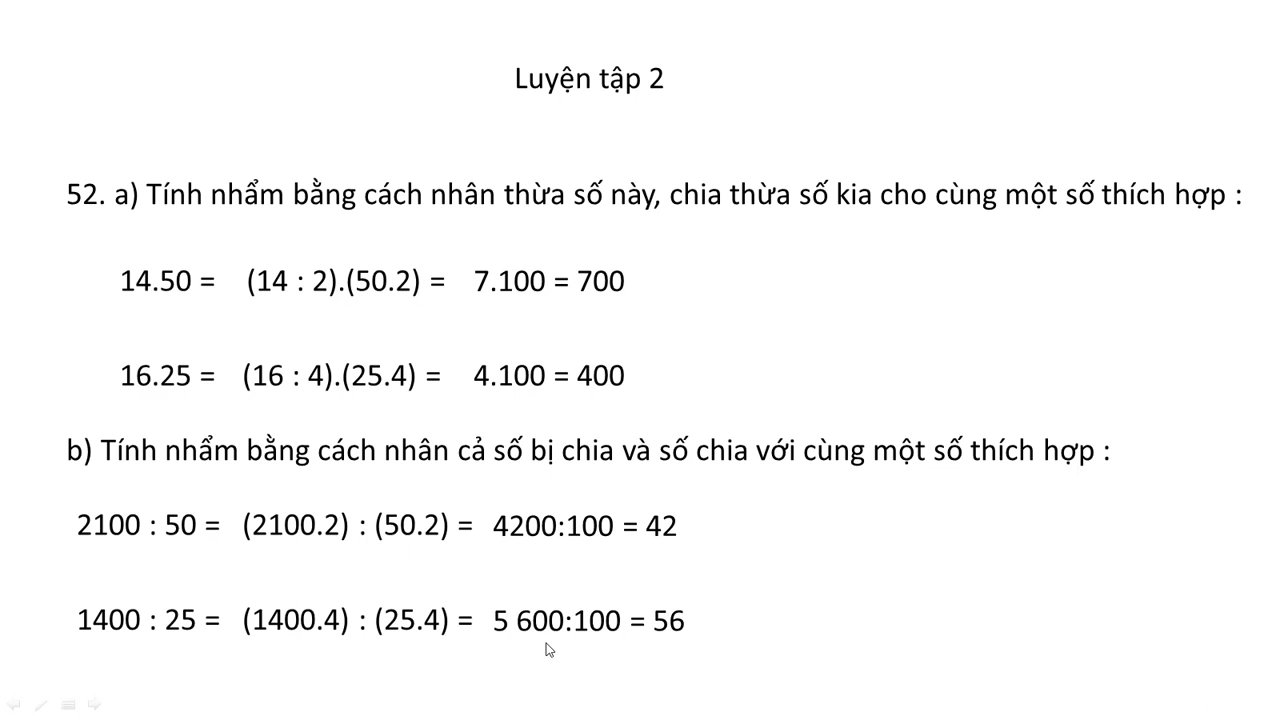 Luyện tập 2
52. a) Tính nhẩm bằng cách nhân thừa số này, chia thừa số kia cho cùng một số thích hợp :
14.50 = (14 : 2).(50.2) = 7.100 = 700
16.25 = (16 : 4).(25.4) = 4.100 = 400
b) Tính nhẩm bằng cách nhân cả số bị chia và số chia với cùng một số thích hợp :
2100 : 50 = (2100.2) : (50.2) = 4200:100 = 42
1400 : 25 = (1400.4) : (25.4) = 5 600:100 = 56